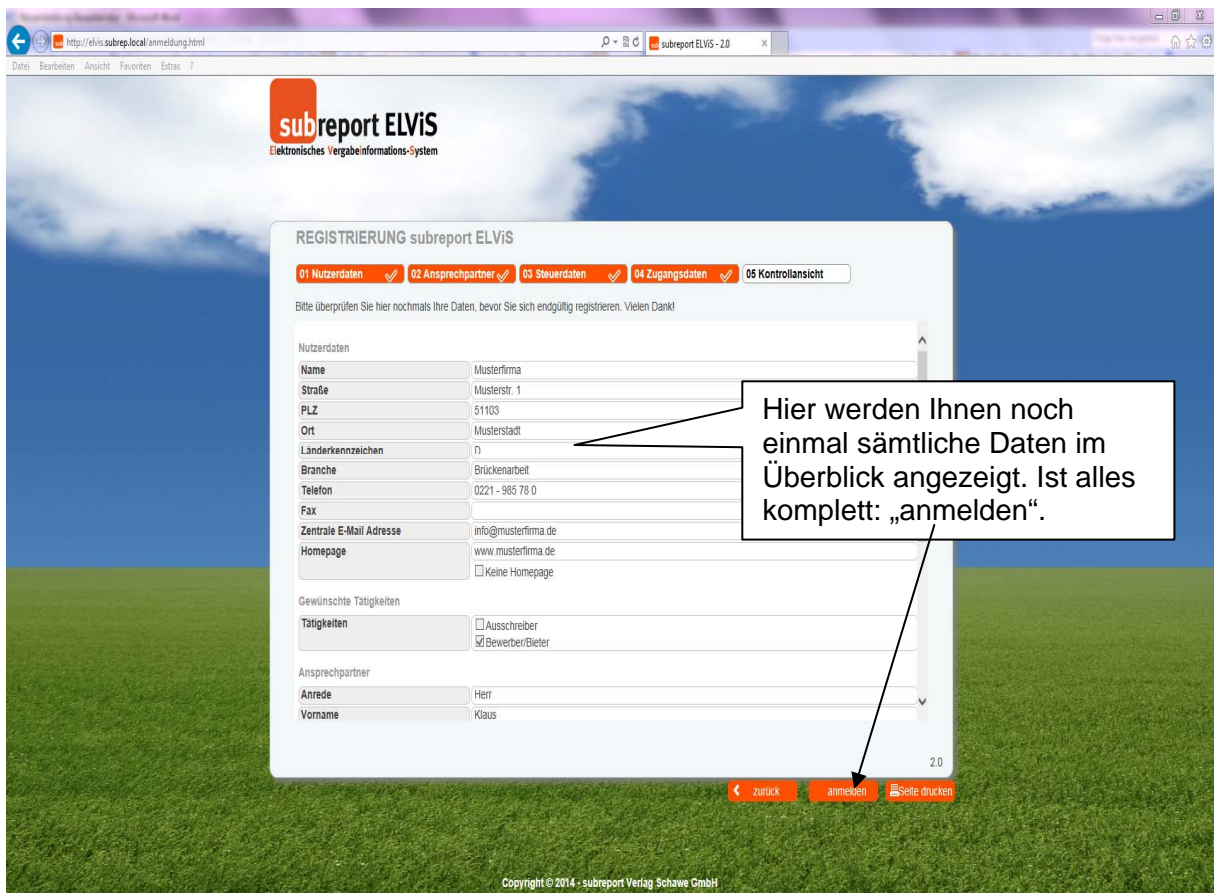 http://elvis.subrep.local/anmeldung.html
subreport ELViS - 2.0
Datei Bearbeiten Ansicht Favoriten Extras ?
subreport ELViS
Elektronisches Vergabeinformations-System
REGISTRIERUNG subreport ELViS
01 Nutzerdaten 02 Ansprechpartner 03 Steuerdaten 04 Zugangsdaten 05 Kontrollansicht
Bitte überprüfen Sie hier nochmals Ihre Daten, bevor Sie sich endgültig registrieren. Vielen Dank!
Nutzerdaten
Name Musterfirma
Straße Musterstr. 1
PLZ 51103
Ort Musterstadt
Länderkennzeichen D
Branche Brückenarbeit
Telefon 0221 - 985 78 0
Fax
Zentrale E-Mail Adresse info@musterfirma.de
Homepage www.musterfirma.de
Keine Homepage
Hier werden Ihnen noch
einmal sämtliche Daten im
Überblick angezeigt. Ist alles
komplett: „anmelden“.
Gewünschte Tätigkeiten
Tätigkeiten Ausschreiber
Bewerber/Bieter
Ansprechpartner
Anrede Herr
Vorname Klaus
2.0
zurück anmelden Seite drucken
Copyright © 2014 - subreport Verlag Schawe GmbH